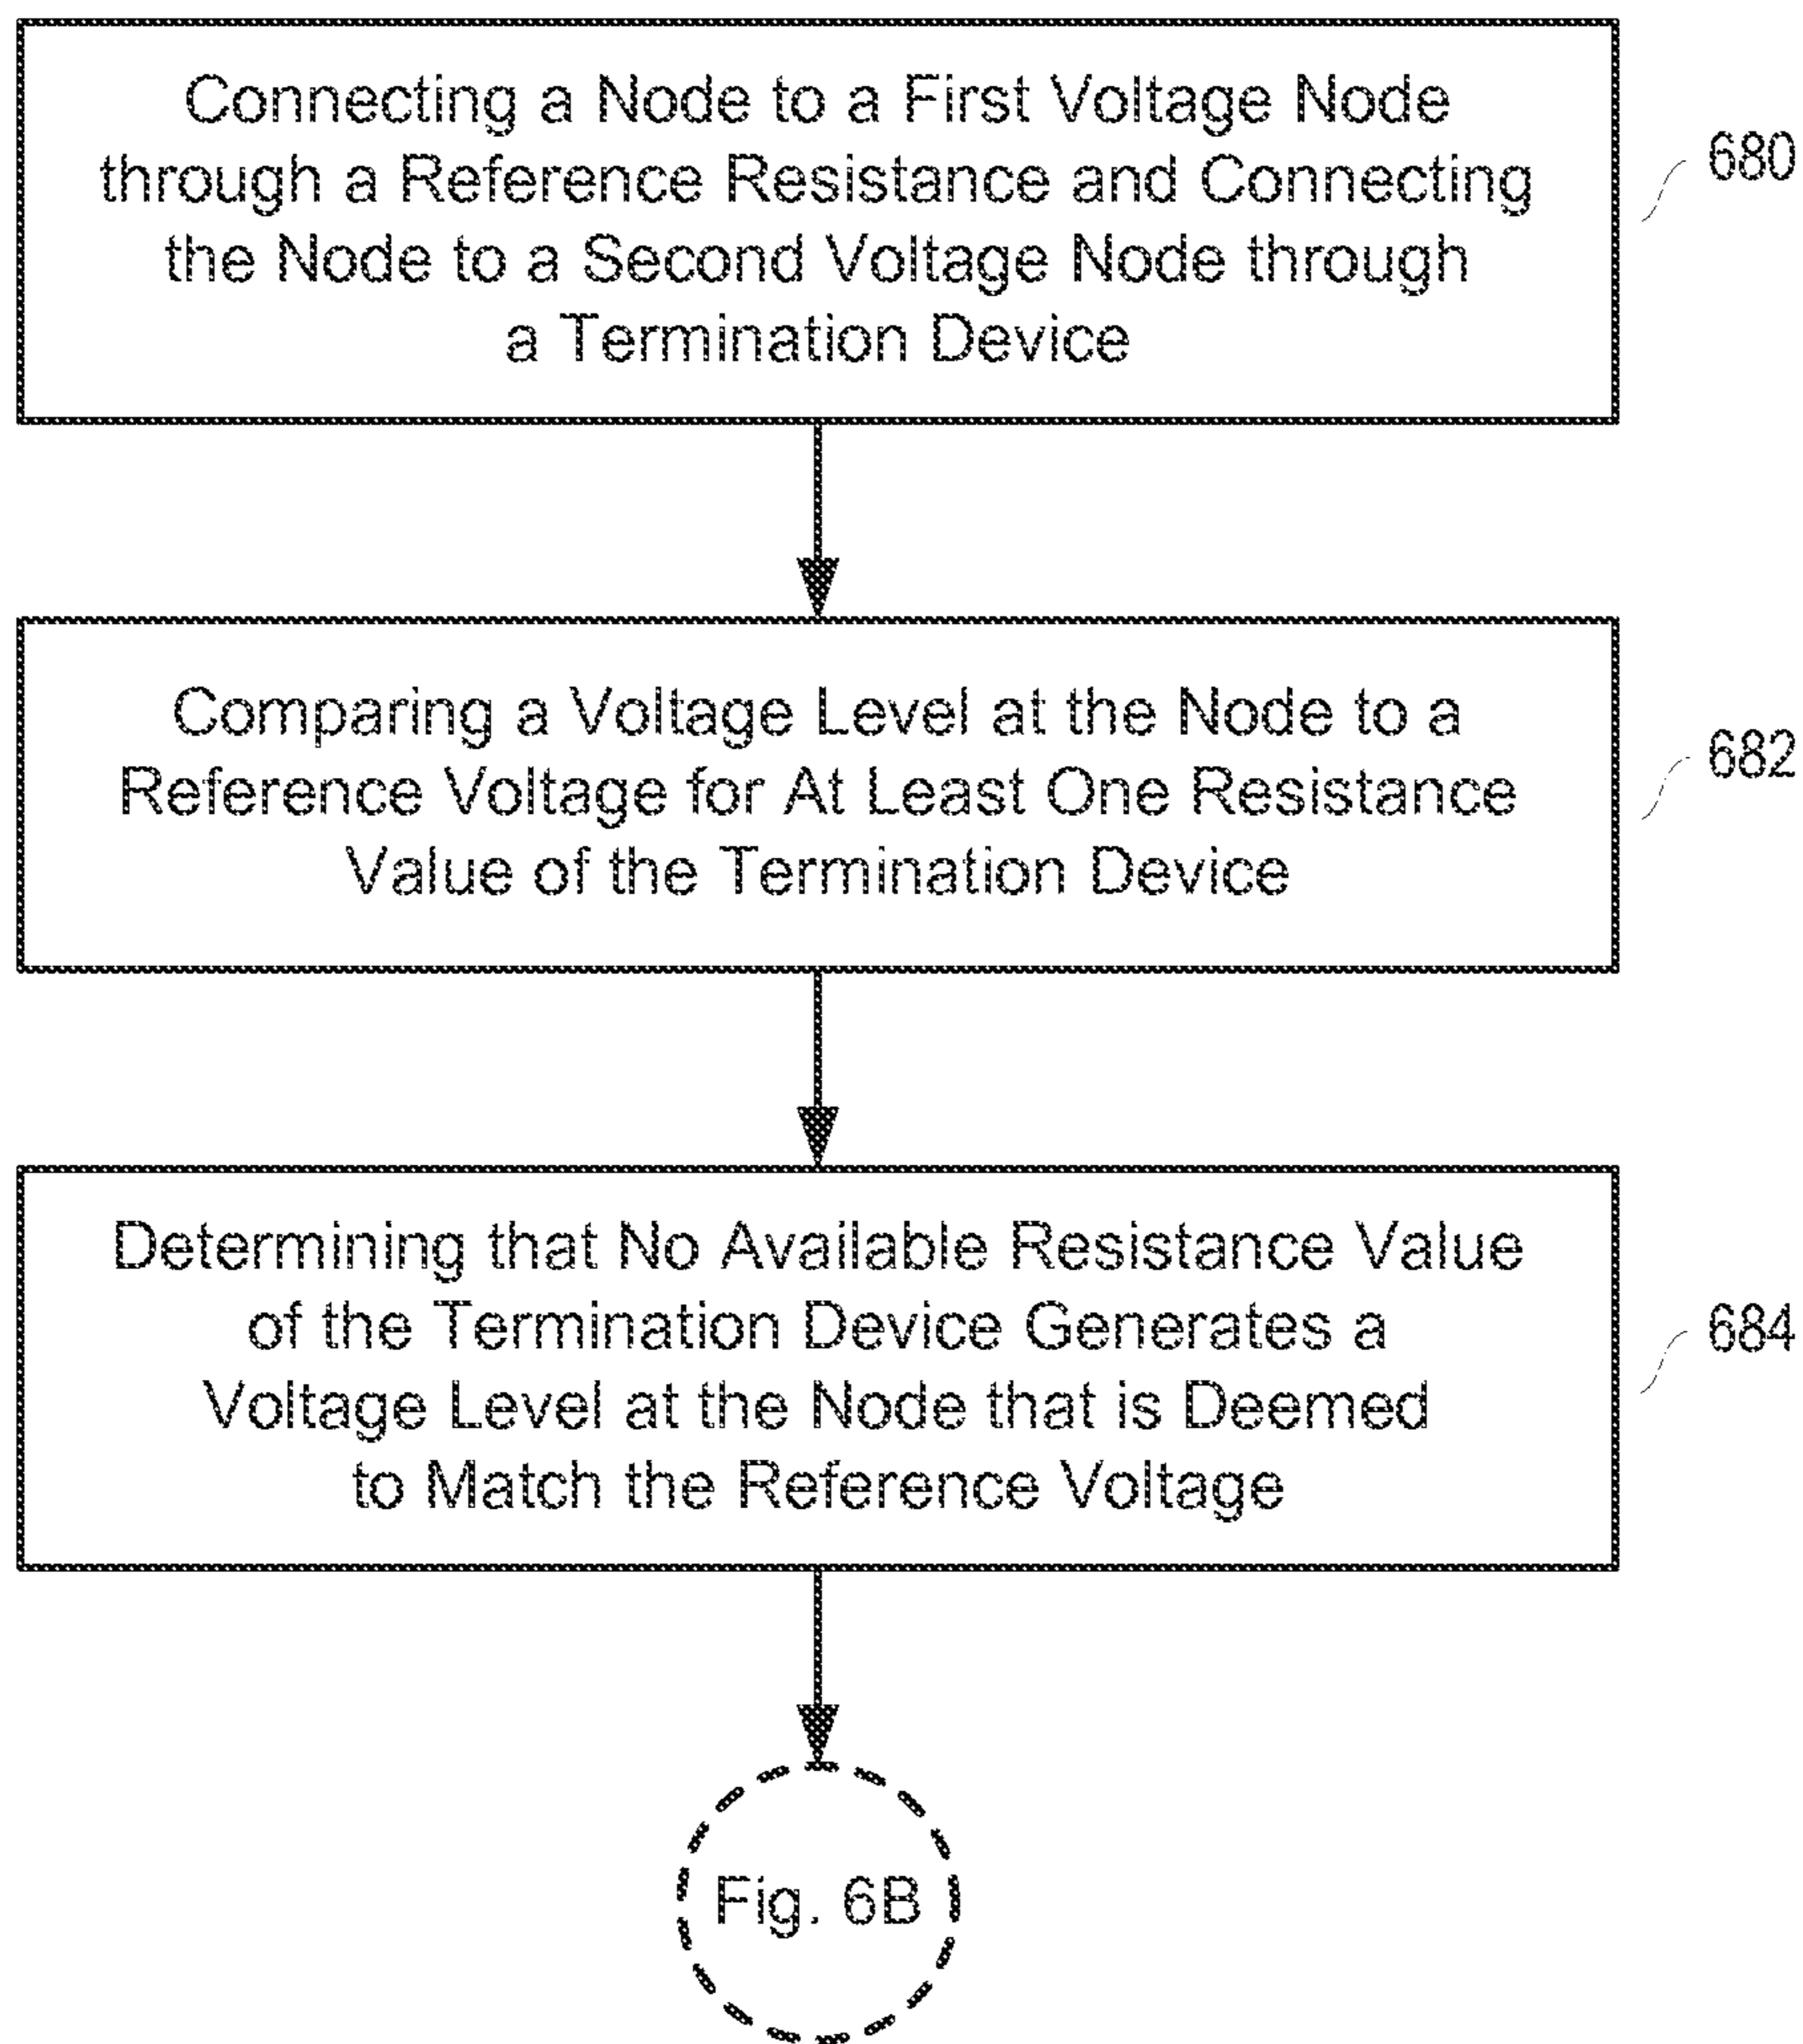 Connecting a Node to a First Voltage Node
through a Reference Resistance and Connecting
the Node to a Second Voltage Node through
a Termination Device
680
Comparing a Voltage Level at the Node to a
Reference Voltage for At Least One Resistance
Value of the Termination Device
682
Determining that No Available Resistance Value
of the Termination Device Generates a
Voltage Level at the Node that is Deemed
to Match the Reference Voltage
684
Fig. 6B